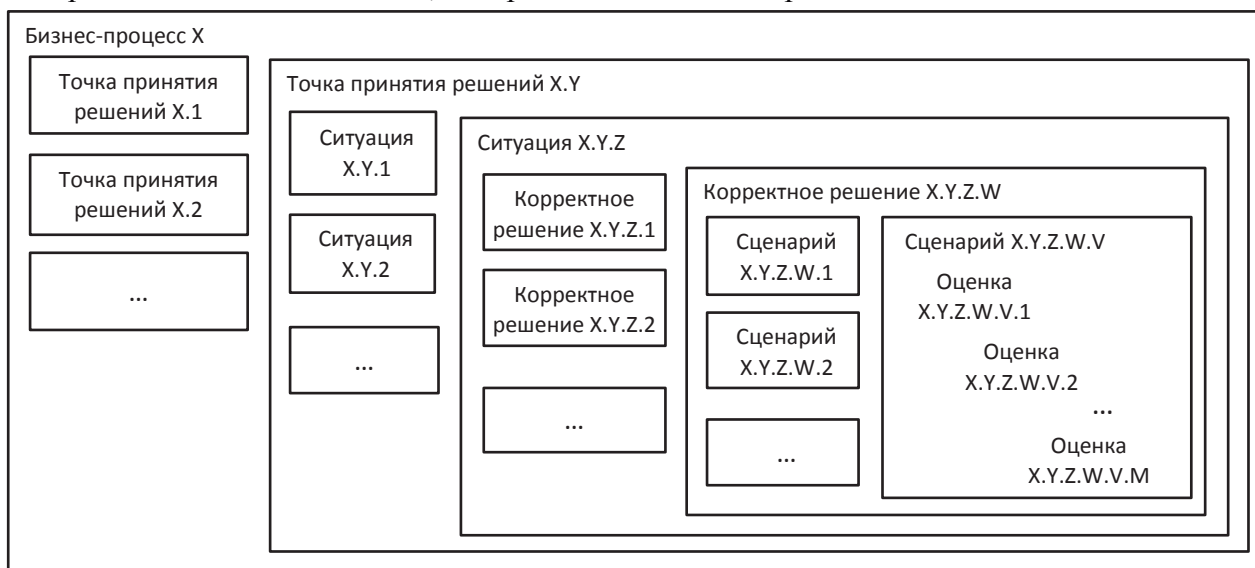 Бизнес-процесс X
Точка принятия
решений X.1
Точка принятия
решений X.2
...
Точка принятия решений X.Y
Ситуация
X.Y.1
Ситуация
X.Y.2
...
Ситуация X.Y.Z
Корректное
решение X.Y.Z.1
Корректное
решение X.Y.Z.2
...
Корректное решение X.Y.Z.W
Сценарий
X.Y.Z.W.1
Сценарий
X.Y.Z.W.2
...
Сценарий X.Y.Z.W.V
Оценка
X.Y.Z.W.V.1
Оценка
X.Y.Z.W.V.2
...
Оценка
X.Y.Z.W.V.M